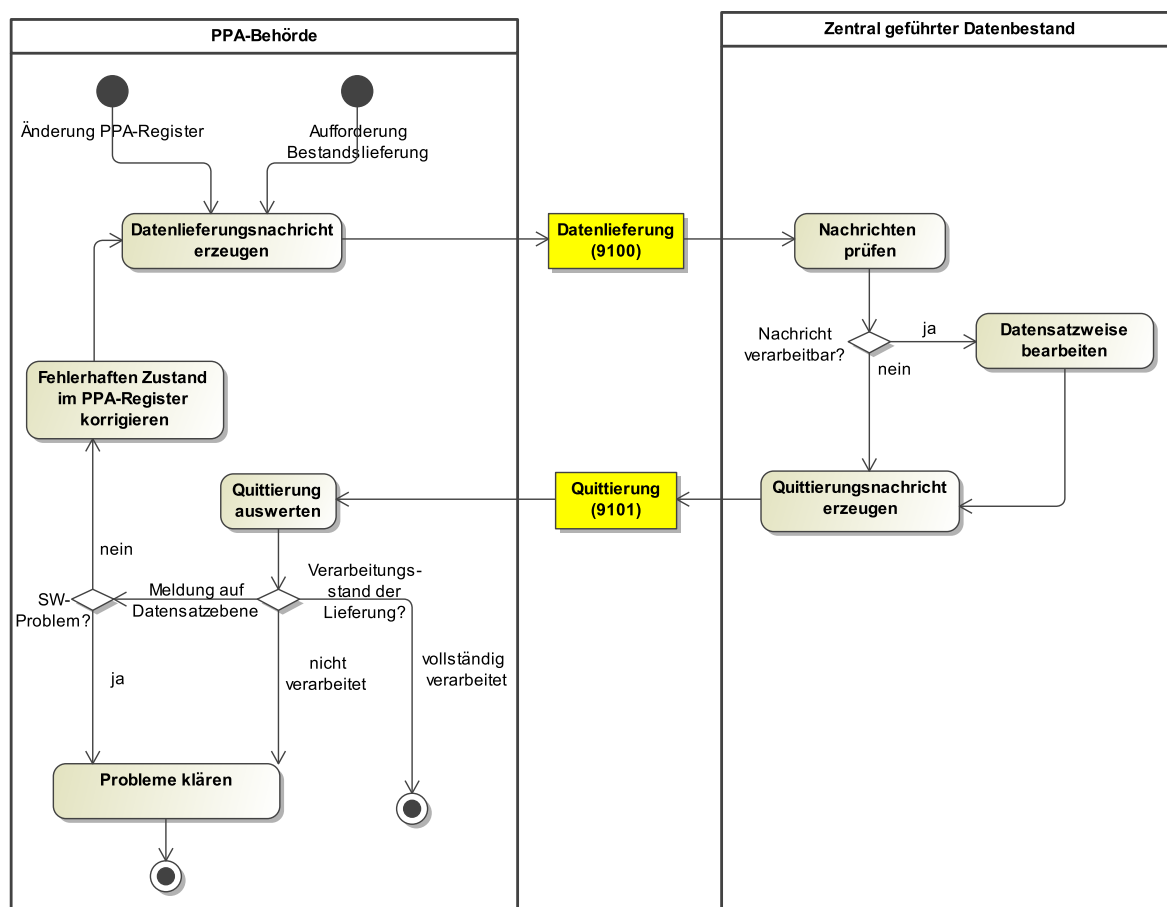 PPA-Behörde
Zentral geführter Datenbestand
Änderung PPA-Register
Aufforderung
Bestandslieferung
Datenlieferungsnachricht
erzeugen
Datenlieferung
(9100)
Nachrichten
prüfen
Nachricht
verarbeitbar?
ja
nein
Datensatzweise
bearbeiten
Fehlerhaften Zustand
im PPA-Register
korrigieren
Quittierung
auswerten
Quittierung
(9101)
Quittierungsnachricht
erzeugen
nein
SW-
Problem?
Meldung auf
Datensatzebene
Verarbeitungs-
stand der
Lieferung?
ja
nicht
verarbeitet
vollständig
verarbeitet
Probleme klären